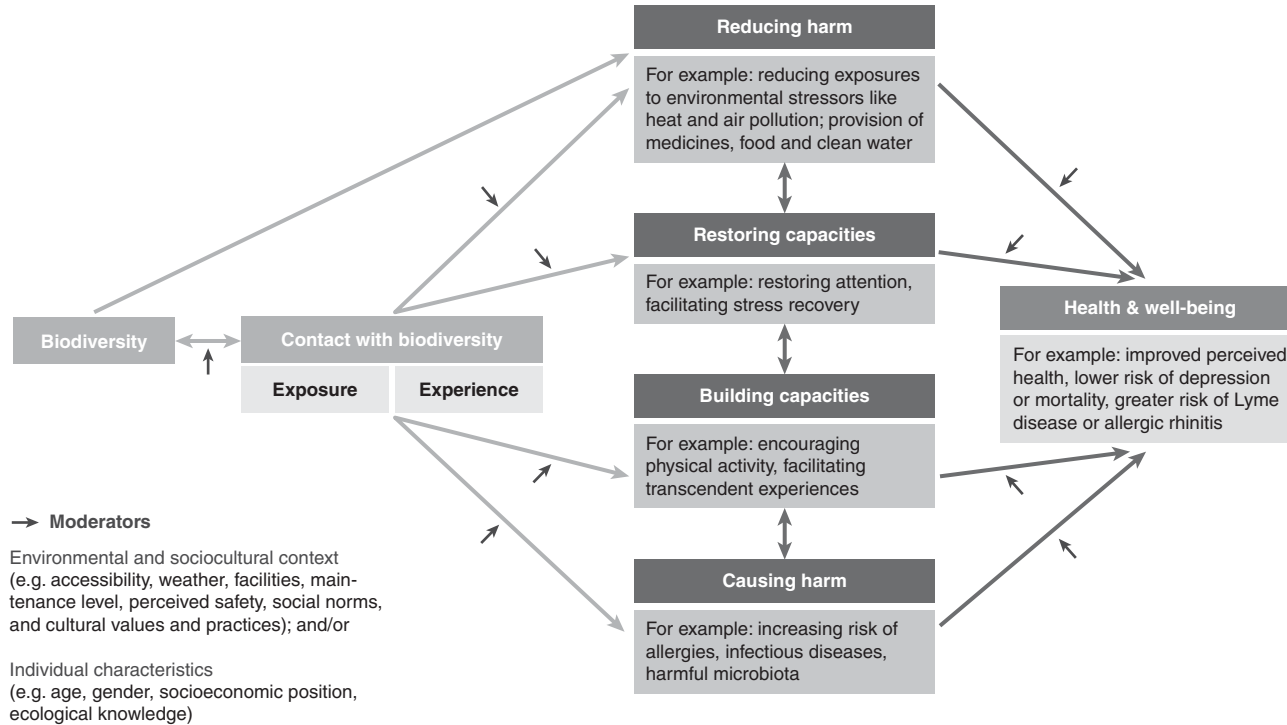 Reducing harm
For example: reducing exposures
to environmental stressors like
heat and air pollution; provision of
medicines, food and clean water
Restoring capacities
For example: restoring attention,
facilitating stress recovery
Biodiversity
Contact with biodiversity
Exposure
Experience
Building capacities
For example: encouraging
physical activity, facilitating
transcendent experiences
Causing harm
For example: increasing risk of
allergies, infectious diseases,
harmful microbiota
Health & well-being
For example: improved perceived
health, lower risk of depression
or mortality, greater risk of Lyme
disease or allergic rhinitis
Moderators
Environmental and sociocultural context
(e.g. accessibility, weather, facilities, main-
tenance level, perceived safety, social norms,
and cultural values and practices); and/or
Individual characteristics
(e.g. age, gender, socioeconomic position,
ecological knowledge)